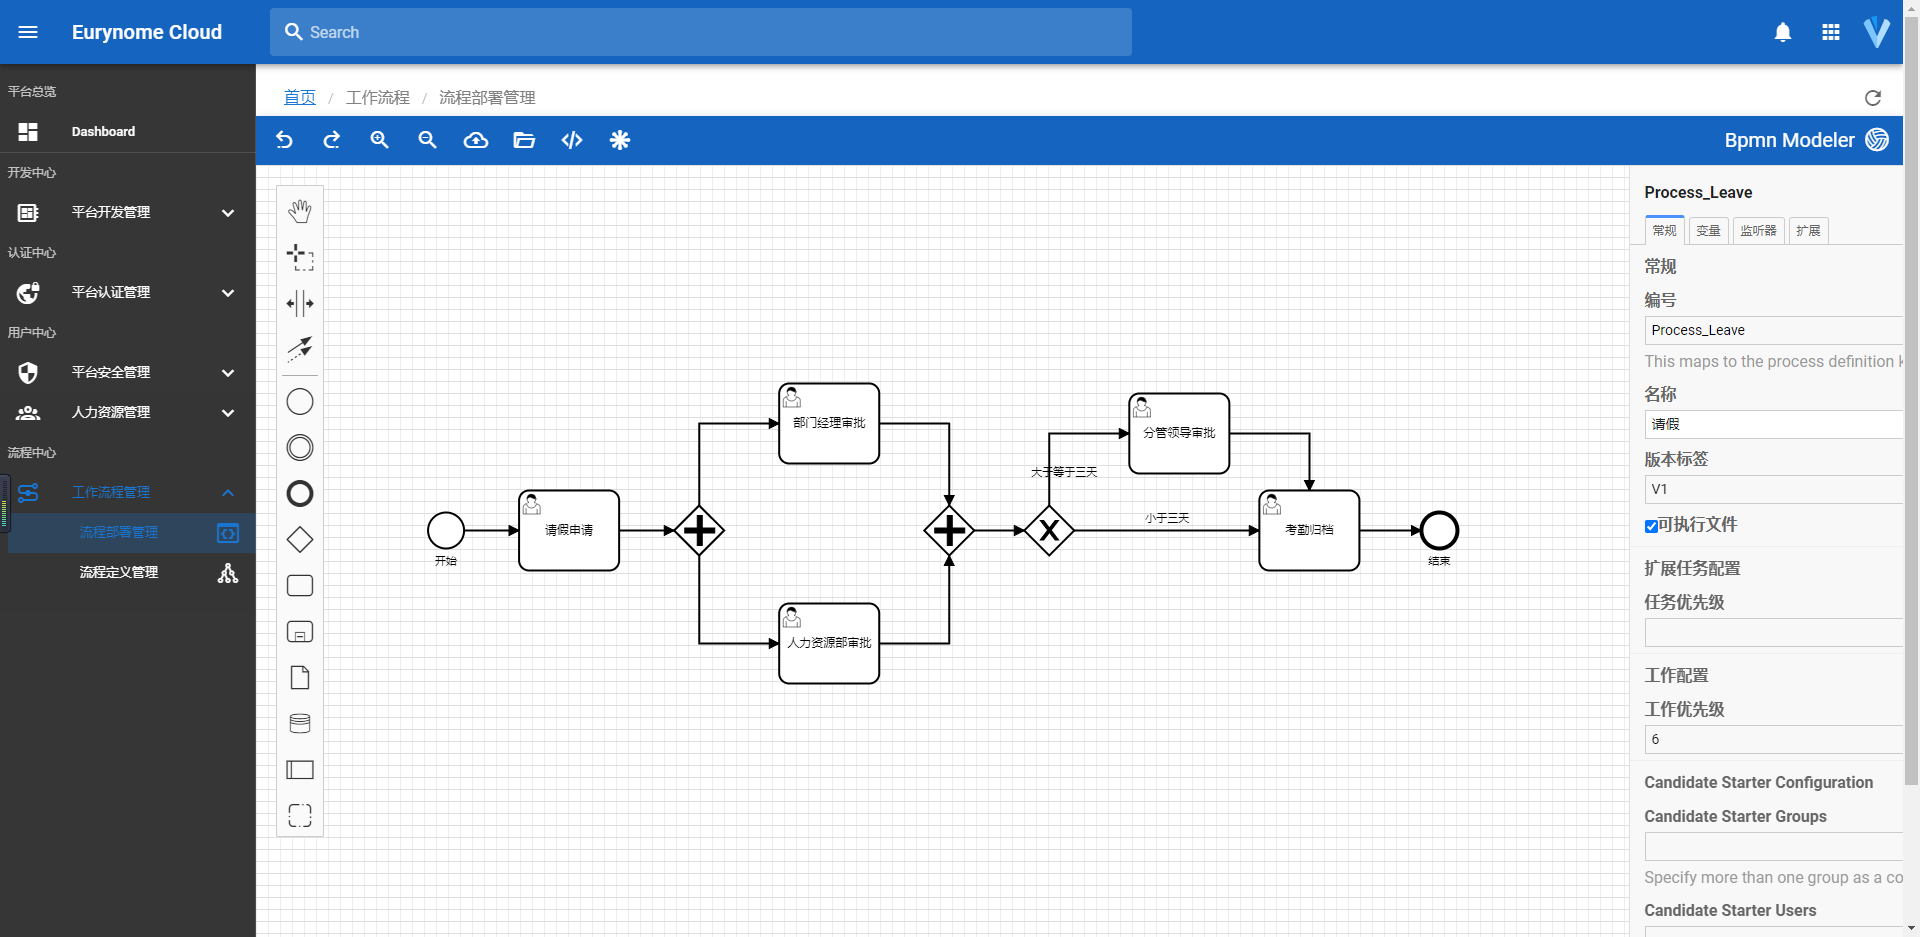 Eurynome Cloud
Search
平台总览
Dashboard
开发中心
平台开发管理
认证中心
平台认证管理
用户中心
平台安全管理
人力资源管理
流程中心
工作流程管理
流程部署管理
流程定义管理
首页 / 工作流程 / 流程部署管理
Bpmn Modeler
部门经理审批
分管领导审批
大于等于三天
请假申请
小于三天
考勤归档
开始
结束
人力资源部审批
Process_Leave
常规 变量 监听器 扩展
常规
编号
Process_Leave
This maps to the process definition k
名称
请假
版本标签
V1
可执行文件
扩展任务配置
任务优先级
工作配置
工作优先级
6
Candidate Starter Configuration
Candidate Starter Groups
Specify more than one group as a co
Candidate Starter Users